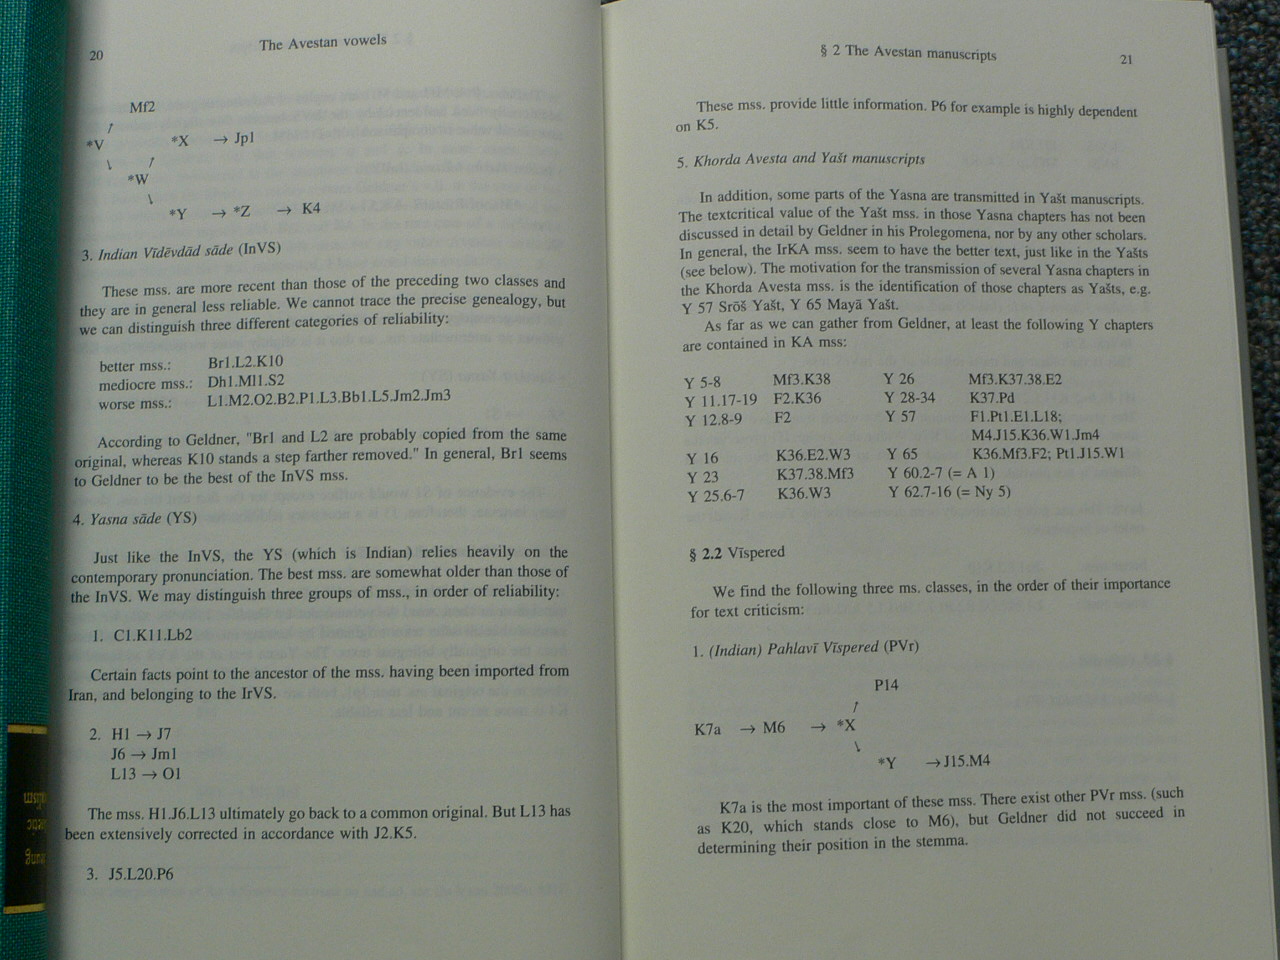 20
The Avestan vowels
Mf2
/
*V *X → Jp1
\ /
*W
\
*Y → *Z → K4
3. Indian Vīdēvdād sāde (InVS)
These mss. are more recent than those of the preceding two classes and
they are in general less reliable. We cannot trace the precise genealogy, but
we can distinguish three different categories of reliability:
better mss.: Br1.L2.K10
mediocre mss.: Dh1.Ml1.S2
worse mss.: L1.M2.O2.B2.P1.L3.Bb1.L5.Jm2.Jm3
According to Geldner, "Br1 and L2 are probably copied from the same
original, whereas K10 stands a step farther removed." In general, Br1 seems
to Geldner to be the best of the InVS mss.
4. Yasna sāde (YS)
Just like the InVS, the YS (which is Indian) relies heavily on the
contemporary pronunciation. The best mss. are somewhat older than those of
the InVS. We may distinguish three groups of mss., in order of reliability:
1. C1.K11.Lb2
Certain facts point to the ancestor of the mss. having been imported from
Iran, and belonging to the IrVS.
2. H1 → J7
J6 → Jm1
L13 → O1
The mss. H1.J6.L13 ultimately go back to a common original. But L13 has
been extensively corrected in accordance with J2.K5.
3. J5.L20.P6
§ 2 The Avestan manuscripts
21
These mss. provide little information. P6 for example is highly dependent
on K5.
5. Khorda Avesta and Yašt manuscripts
In addition, some parts of the Yasna are transmitted in Yašt manuscripts.
The textcritical value of the Yašt mss. in those Yasna chapters has not been
discussed in detail by Geldner in his Prolegomena, nor by any other scholars.
In general, the IrKA mss. seem to have the better text, just like in the Yašts
(see below). The motivation for the transmission of several Yasna chapters in
the Khorda Avesta mss. is the identification of those chapters as Yašts, e.g.
Y 57 Srōš Yašt, Y 65 Mayā Yašt.
As far as we can gather from Geldner, at least the following Y chapters
are contained in KA mss:
Y 5-8 Mf3.K38 Y 26 Mf3.K37.38.E2
Y 11.17-19 F2.K36 Y 28-34 K37.Pd
Y 12.8-9 F2 Y 57 F1.Pt1.E1.L18;
M4.J15.K36.W1.Jm4
Y 16 K36.E2.W3 Y 65 K36.Mf3.F2; Pt1.J15.W1
Y 23 K37.38.Mf3 Y 60.2-7 (= A 1)
Y 25.6-7 K36.W3 Y 62.7-16 (= Ny 5)
§ 2.2 Vīspered
We find the following three ms. classes, in the order of their importance
for text criticism:
1. (Indian) Pahlavī Vīspered (PVr)
P14
/
K7a → M6 → *X
\
*Y → J15.M4
K7a is the most important of these mss. There exist other PVr mss. (such
as K20, which stands close to M6), but Geldner did not succeed in
determining their position in the stemma.